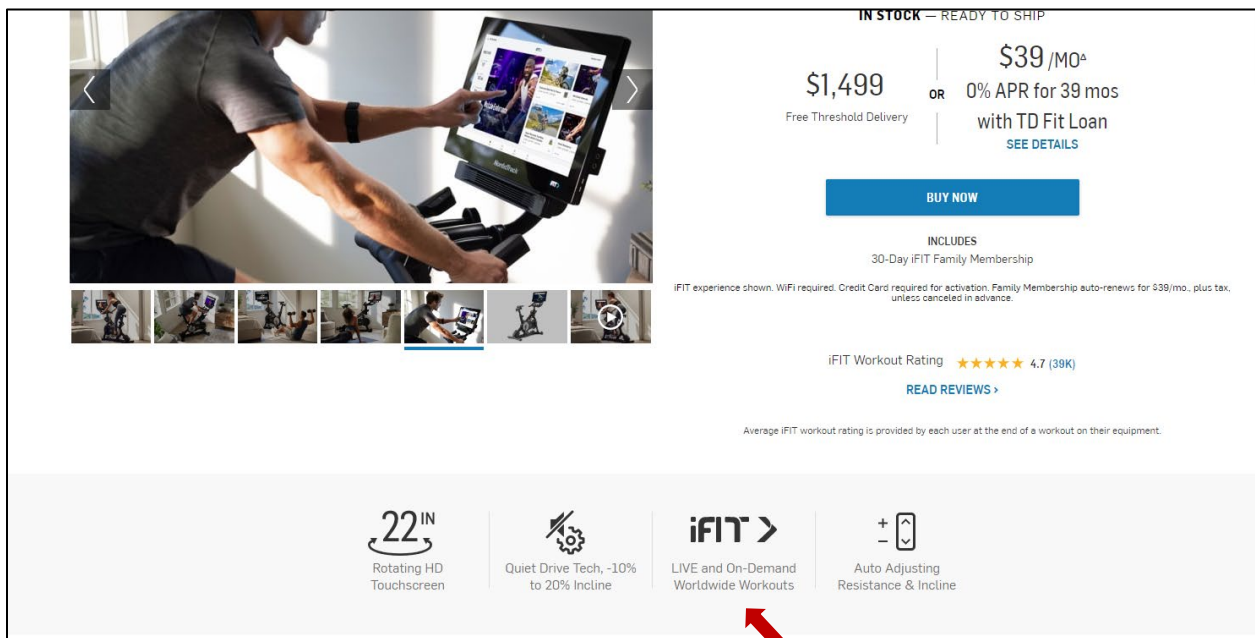 IN STOCK — READY TO SHIP
$1,499
Free Threshold Delivery
OR
$39 /MO△
0% APR for 39 mos
with TD Fit Loan
SEE DETAILS
BUY NOW
INCLUDES
30-Day iFIT Family Membership
iFIT experience shown. WiFi required. Credit Card required for activation. Family Membership auto-renews for $39/mo., plus tax,
unless canceled in advance.
iFIT Workout Rating ★★★★★ 4.7 (39K)
READ REVIEWS >
Average iFIT workout rating is provided by each user at the end of a workout on their equipment.
NordicTrack
22 IN
Rotating HD
Touchscreen
Quiet Drive Tech, -10%
to 20% Incline
iFIT
LIVE and On-Demand
Worldwide Workouts
Auto Adjusting
Resistance & Incline